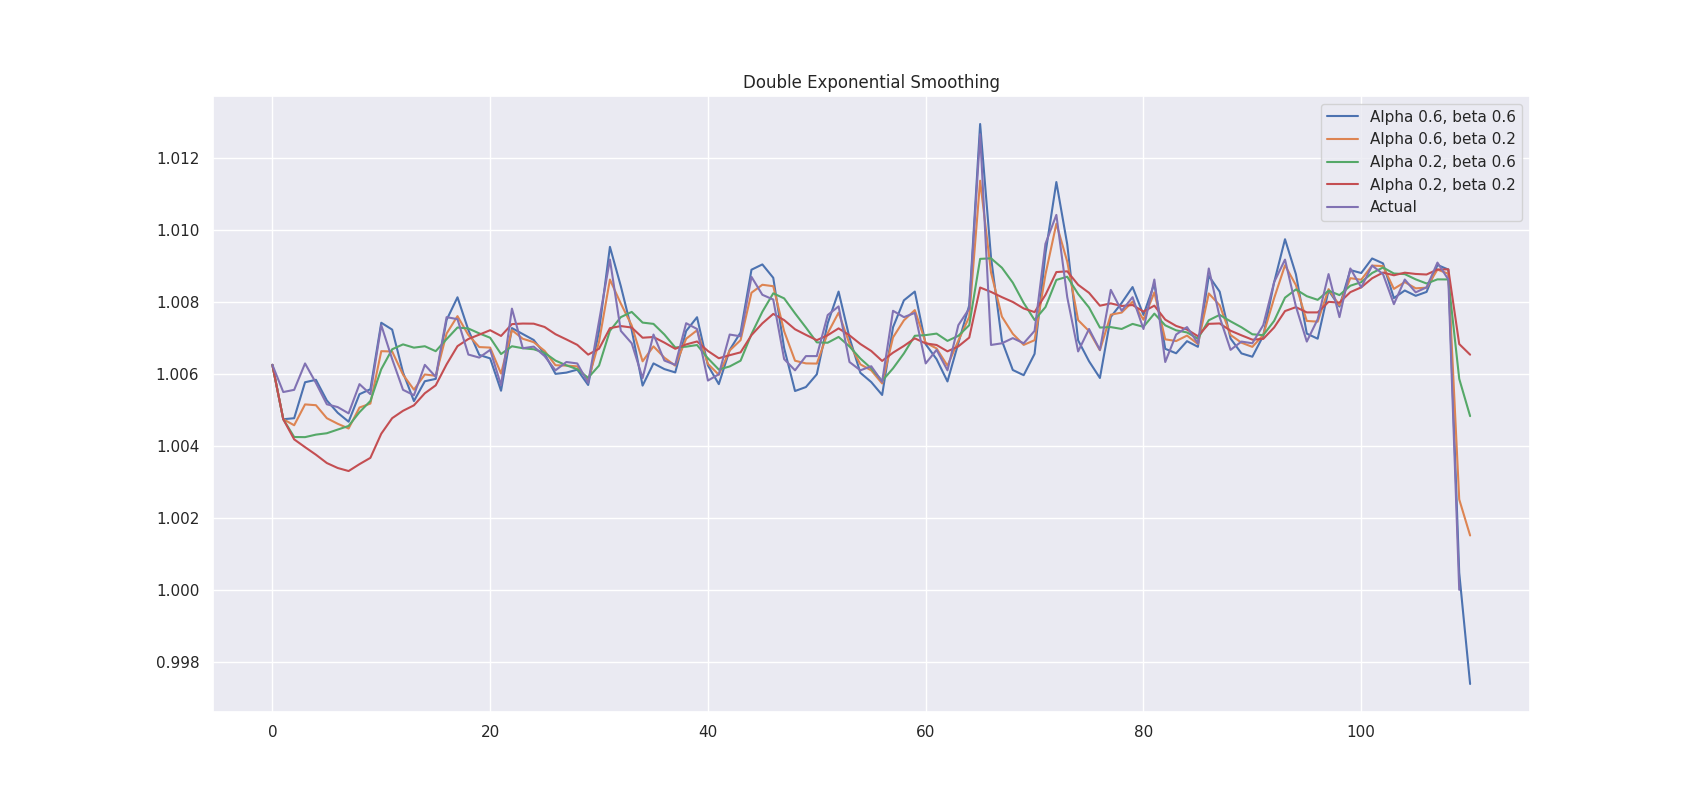 Double Exponential Smoothing
Alpha 0.6, beta 0.6
Alpha 0.6, beta 0.2
Alpha 0.2, beta 0.6
Alpha 0.2, beta 0.2
Actual
1.012
1.010
1.008
1.006
1.004
1.002
1.000
0.998
0 20 40 60 80 100